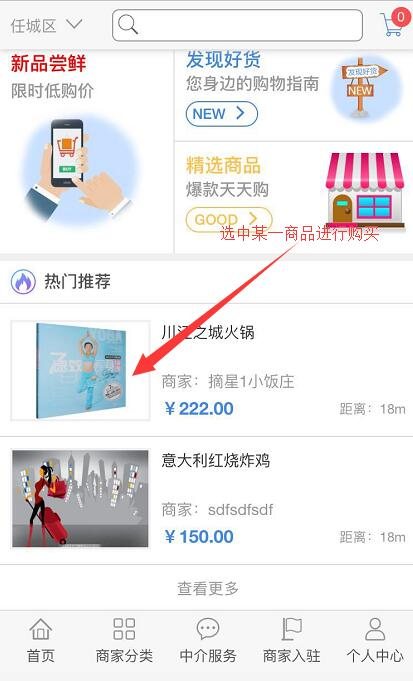 任城区
0
新品尝鲜
限时低购价
BUY
发现好货
您身边的购物指南
NEW
发现好货
NEW
精选商品
爆款天天购
GOOD
选中某一商品进行购买
热门推荐
川江之城火锅
商家：摘星1小饭庄
￥222.00
距离：18m
YOGA
意大利红烧炸鸡
商家：sdfsdfsdf
￥150.00
距离：18m
查看更多
首页
商家分类
中介服务
商家入驻
个人中心